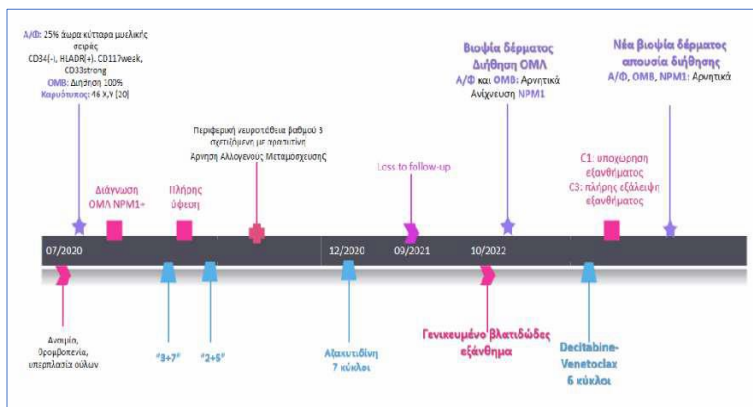 Α/Φ: 25% άωρα κύτταρα μυελικής
σειράς
CD34(-), HLADR(+), CD117weak,
CD33strong
ΟΜΒ: Διήθηση 100%
Καρυότυπος: 46 Χ,Υ [20]
Διάγνωση
ΟΜΛ NPM1+
Πλήρης
ύφεση
Περιφερική νευροπάθεια βαθμού 3
σχετιζόμενη με αραπυτίνη
Άρνηση Αλλογενούς Μεταμόσχευσης
Loss to follow-up
Βιοψία δέρματος
Διήθηση ΟΜΛ
Α/Φ και ΟΜΒ: Αρνητικά
Ανίχνευση NPM1
Νέα βιοψία δέρματος
απουσία διήθησης
Α/Φ, ΟΜΒ, NPM1: Αρνητικά
C1: υποχώρηση
εξανθήματος
C3: πλήρης εξάλειψη
εξανθήματος
07/2020
12/2020
09/2021
10/2022
Αναιμία,
θρομβοπενία,
υπερπλασία ούλων
"3+7"
"2+5"
Αζακυτιδίνη
7 κύκλοι
Γενικευμένο βλατιδώδες
εξάνθημα
Decitabine-
Venetoclax
6 κύκλοι